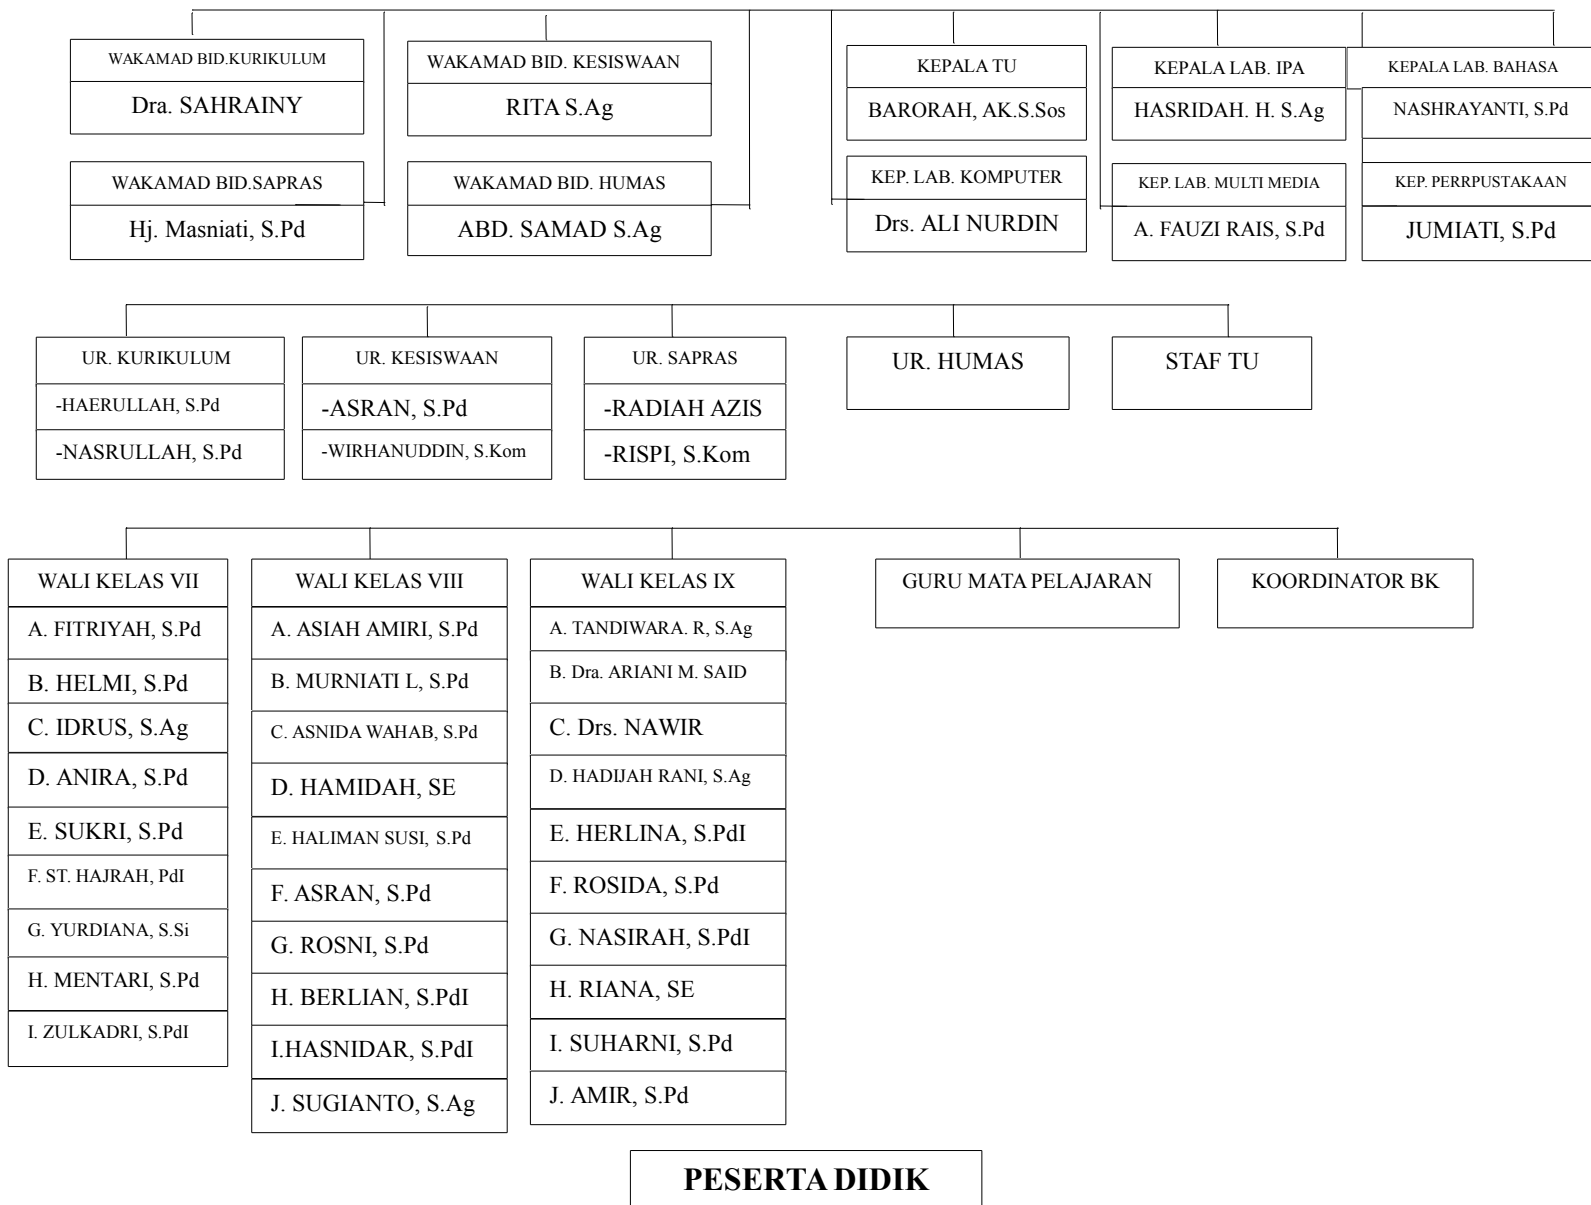 WAKAMAD BID.KURIKULUM
Dra. SAHRAINY
WAKAMAD BID. KESISWAAN
RITA S.Ag
KEPALA TU
BARORAH, AK.S.Sos
KEPALA LAB. IPA
HASRIDAH. H. S.Ag
KEPALA LAB. BAHASA
NASHRAYANTI, S.Pd
WAKAMAD BID.SAPRAS
Hj. Masniati, S.Pd
WAKAMAD BID. HUMAS
ABD. SAMAD S.Ag
KEP. LAB. KOMPUTER
Drs. ALI NURDIN
KEP. LAB. MULTI MEDIA
A. FAUZI RAIS, S.Pd
KEP. PERRPUSTAKAAN
JUMIATI, S.Pd
UR. KURIKULUM
-HAERULLAH, S.Pd
-NASRULLAH, S.Pd
UR. KESISWAAN
-ASRAN, S.Pd
-WIRHANUDDIN, S.Kom
UR. SAPRAS
-RADIAH AZIS
-RISPI, S.Kom
UR. HUMAS
STAF TU
WALI KELAS VII
A. FITRIYAH, S.Pd
B. HELMI, S.Pd
C. IDRUS, S.Ag
D. ANIRA, S.Pd
E. SUKRI, S.Pd
F. ST. HAJRAH, PdI
G. YURDIANA, S.Si
H. MENTARI, S.Pd
I. ZULKADRI, S.PdI
WALI KELAS VIII
A. ASIAH AMIRI, S.Pd
B. MURNIATI L, S.Pd
C. ASNIDA WAHAB, S.Pd
D. HAMIDAH, SE
E. HALIMAN SUSI, S.Pd
F. ASRAN, S.Pd
G. ROSNI, S.Pd
H. BERLIAN, S.PdI
I.HASNIDAR, S.PdI
J. SUGIANTO, S.Ag
WALI KELAS IX
A. TANDIWARA. R, S.Ag
B. Dra. ARIANI M. SAID
C. Drs. NAWIR
D. HADIJAH RANI, S.Ag
E. HERLINA, S.PdI
F. ROSIDA, S.Pd
G. NASIRAH, S.PdI
H. RIANA, SE
I. SUHARNI, S.Pd
J. AMIR, S.Pd
GURU MATA PELAJARAN
KOORDINATOR BK
PESERTA DIDIK